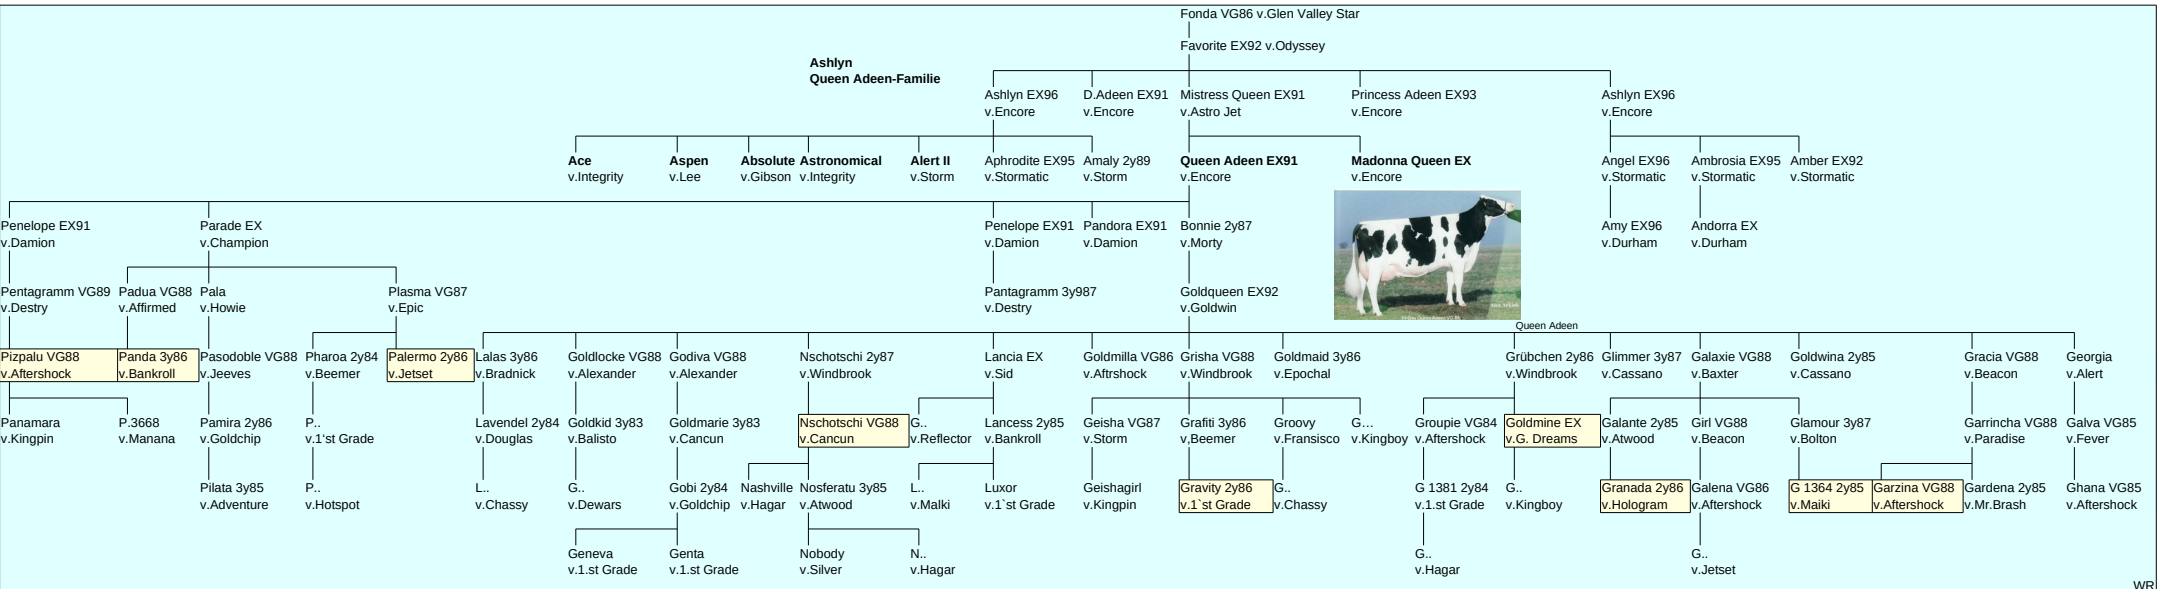 Fonda VG86 v.Glen Valley Star
Favorite EX92 v.Odyssey
Ashlyn
Queen Adeen-Familie
Ashlyn EX96 D.Adeen EX91 Mistress Queen EX91 Princess Adeen EX93 Ashlyn EX96
v.Encore v.Encore v.Astro Jet v.Encore v.Encore
Ace Aspen Absolute Astronomical Alert II Aphrodite EX95 Amaly 2y89 Queen Adeen EX91 Madonna Queen EX Angel EX96 Ambrosia EX95 Amber EX92
v.Integrity v.Lee v.Gibson v.Integrity v.Storm v.Stormatic v.Storm v.Encore v.Encore v.Stormatic v.Stormatic v.Stormatic
Penelope EX91 Parade EX Penelope EX91 Pandora EX91 Bonnie 2y87 Amy EX96 Andorra EX
v.Damion v.Champion v.Damion v.Damion v.Morty v.Durham v.Durham
Pentagramm VG89 Padua VG88 Pala Plasma VG87 Pantagramm 3y987 Goldqueen EX92
v.Destry v.Affirmed v.Howie v.Epic v.Destry v.Goldwin
Queen Adeen
Pizpalu VG88 Panda 3y86 Pasodoble VG88 Pharoa 2y84 Palermo 2y86 Lalas 3y86 Goldlocke VG88 Godiva VG88 Nschotschi 2y87 Lancia EX Goldmilla VG86 Grisha VG88 Goldmaid 3y86 Grübchen 2y86 Glimmer 3y87 Galaxie VG88 Goldwina 2y85 Gracia VG88 Georgia
v.Aftershock v.Bankroll v.Jeeves v.Beemer v.Jetset v.Bradnick v.Alexander v.Alexander v.Windbrook v.Sid v.Aftrshock v.Windbrook v.Epochal v.Windbrook v.Cassano v.Baxter v.Cassano v.Beacon v.Alert
Panamara P.3668 Pamira 2y86 P.. Lavendel 2y84 Goldkid 3y83 Goldmarie 3y83 Nschotschi VG88 G.. Lancess 2y85 Geisha VG87 Grafiti 3y86 Groovy G... Groupie VG84 Goldmine EX Galante 2y85 Girl VG88 Glamour 3y87 Garrincha VG88 Galva VG85
v.Kingpin v.Manana v.Goldchip v.1'st Grade v.Douglas v.Balisto v.Cancun v.Cancun v.Reflector v.Bankroll v.Storm v,Beemer v.Fransisco v.Kingboy v.Aftershock v.G. Dreams v.Atwood v.Beacon v.Bolton v.Paradise v.Fever
Pilata 3y85 P.. L.. G.. Gobi 2y84 Nashville Nosferatu 3y85 L.. Luxor Geishagirl Gravity 2y86 G.. G 1381 2y84 G.. Granada 2y86 Galena VG86 G 1364 2y85 Garzina VG88 Gardena 2y85 Ghana VG85
v.Adventure v.Hotspot v.Chassy v.Dewars v.Goldchip v.Hagar v.Atwood v.Malki v.1`st Grade v.Kingpin v.1`st Grade v.Chassy v.1.st Grade v.Kingboy v.Hologram v.Aftershock v.Maiki v.Aftershock v.Mr.Brash v.Aftershock
Geneva Genta Nobody N.. G.. G..
v.1.st Grade v.1.st Grade v.Silver v.Hagar v.Hagar v.Jetset
WR